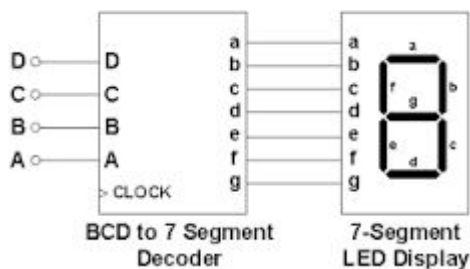 D D a a
C C b b
B B c c
A A d d
e e
f f
g g
CLOCK
a
f b
g
e c
d
BCD to 7 Segment
Decoder
7-Segment
LED Display